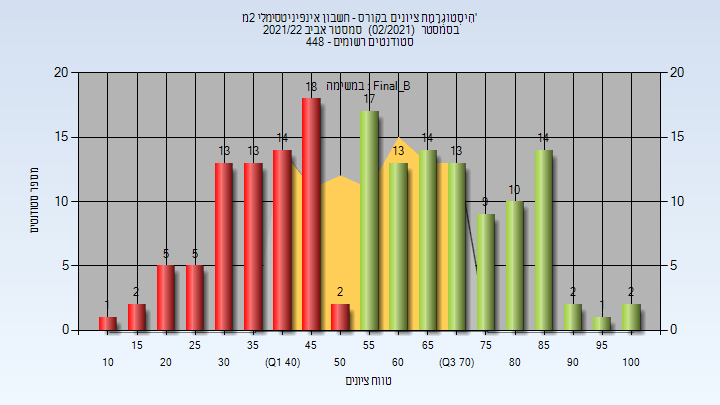 היסטוגרמת ציונים בקורס - חשבון אינפיניטסימלי 2מ'
בסמסטר (02/2021) סמסטר אביב 2021/22
סטודנטים רשומים - 448
במשימה : Final_B
20 20
15 15
10 10
5 5
0 0
1 2 5 5 13 13 14 18 2 17 13 14 13 9 10 14 2 1 2
מספר סטודנטים
15 25 35 45 55 65 75 85 95
10 20 30 (Q1 40) 50 60 (Q3 70) 80 90 100
טווח ציונים